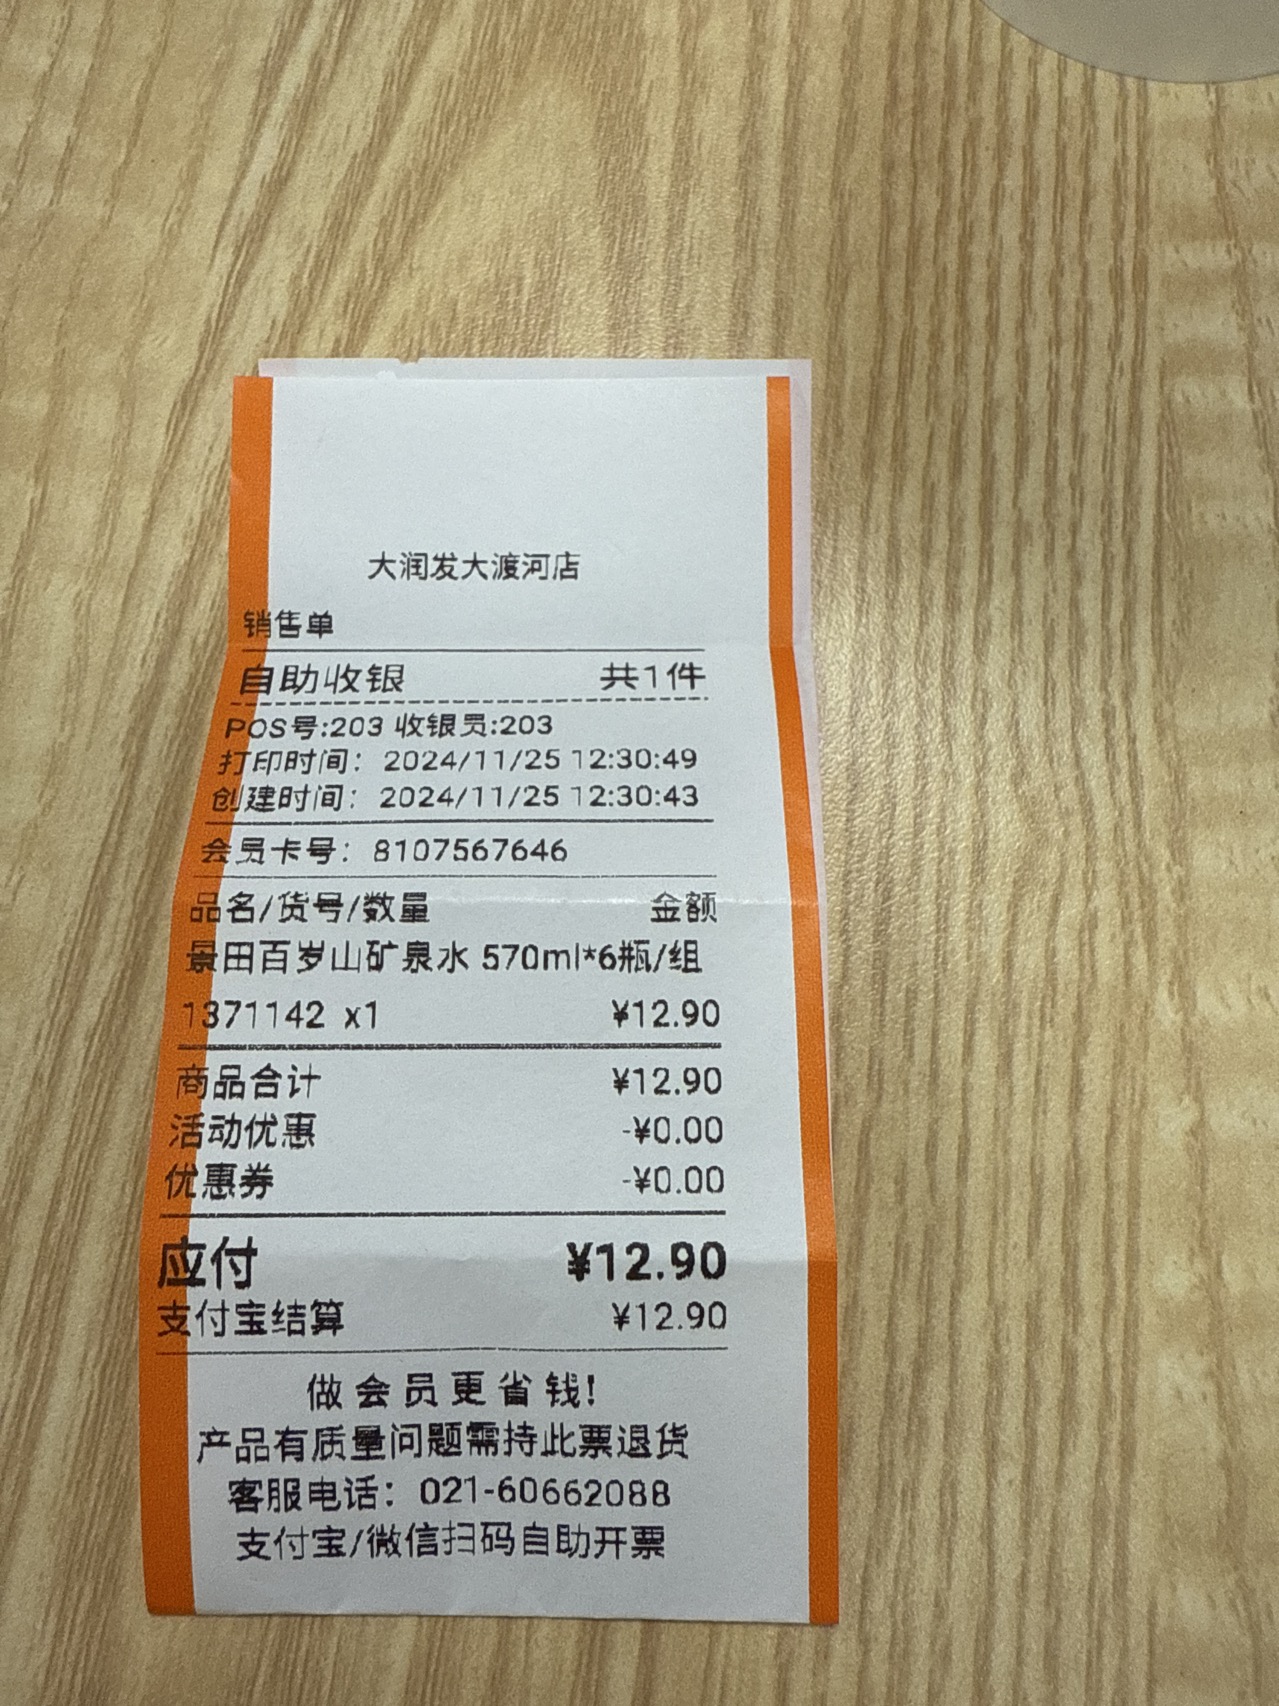 大润发大渡河店
销售单
自助收银 共1件
POS号:203 收银员:203
打印时间: 2024/11/25 12:30:49
创建时间: 2024/11/25 12:30:43
会员卡号: 8107567646
品名/货号/数量 金额
景田百岁山矿泉水 570ml*6瓶/组
1371142 x1 ¥12.90
商品合计 ¥12.90
活动优惠 -¥0.00
优惠券 -¥0.00
应付 ¥12.90
支付宝结算 ¥12.90
做会员更省钱!
产品有质量问题需持此票退货
客服电话: 021-60662088
支付宝/微信扫码自助开票